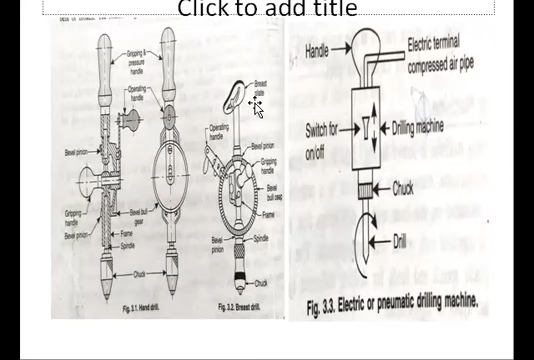 Click to add title
Gripping &
pressure
handle
Operating
handle
Bevel pinion
Gripping
handle
Bevel pinion
Bevel bull
gear
Frame
Spindle
Chuck
Fig. 3.1. Hand drill.
Breast
plate
Operating
handle
Bevel pinion
Gripping
handle
Bevel
bull
Frame
Bevel
pinion
Spindle
Chuck
Fig. 3.2. Breast drill.
Handle
Electric terminal
compressed air pipe
Switch for
on/off
Drilling machine
Chuck
Drill
Fig. 3.3. Electric or pneumatic drilling machine.